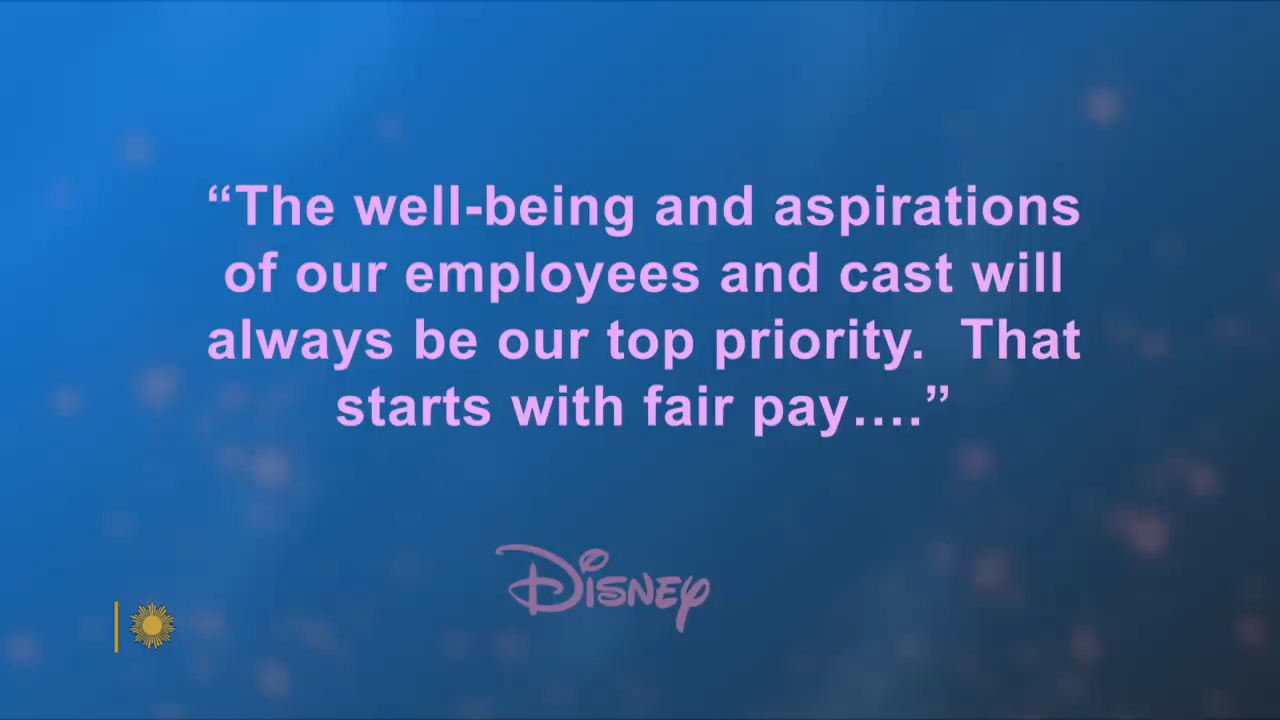 “The well-being and aspirations
of our employees and cast will
always be our top priority.  That
starts with fair pay….”
Disney